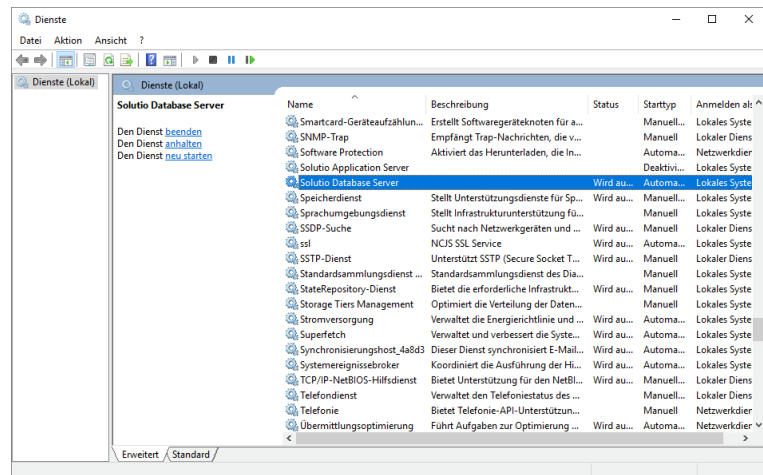 Dienste
Datei Aktion Ansicht ?
Dienste (Lokal)
Dienste (Lokal)
Solutio Database Server
Den Dienst beenden
Den Dienst anhalten
Den Dienst neu starten
Name Beschreibung Status Starttyp Anmelden als
Smartcard-Geräteaufzählun... Erstellt Softwaregeräteknoten für a... Manuell... Lokales Syste
SNMP-Trap Empfängt Trap-Nachrichten, die v... Manuell Lokaler Diens
Software Protection Aktiviert das Herunterladen, die In... Automa... Netzwerkdien
Solutio Application Server Deaktivi... Lokales Syste
Solutio Database Server Wird au... Automa... Lokales Syste
Speicherdienst Stellt Unterstützungsdienste für Sp... Wird au... Manuell... Lokales Syste
Sprachumgebungsdienst Stellt Infrastrukturunterstützung fü... Manuell Lokales Syste
SSDP-Suche Sucht nach Netzwerkgeräten und ... Wird au... Manuell Lokaler Diens
ssl NCJS SSL Service Wird au... Automa... Lokales Syste
SSTP-Dienst Unterstützt SSTP (Secure Socket T... Wird au... Manuell Lokaler Diens
Standardsammlungsdienst ... Standardsammlungsdienst des Dia... Manuell Lokales Syste
StateRepository-Dienst Bietet die erforderliche Infrastrukt... Wird au... Manuell Lokales Syste
Storage Tiers Management Optimiert die Verteilung der Daten... Manuell Lokales Syste
Stromversorgung Verwaltet die Energierichtlinie und ... Wird au... Automa... Lokales Syste
Superfetch Verwaltet und verbessert die Syste... Wird au... Automa... Lokales Syste
Synchronisierungshost_4a8d3 Dieser Dienst synchronisiert E-Mail... Wird au... Automa... Lokales Syste
Systemereignissebroker Koordiniert die Ausführung der Hi... Wird au... Automa... Lokales Syste
TCP/IP-NetBIOS-Hilfsdienst Bietet Unterstützung für den NetBI... Wird au... Manuell... Lokaler Diens
Telefondienst Verwaltet den Telefoniestatus des ... Manuell... Lokaler Diens
Telefonie Bietet Telefonie-API-Unterstützun... Manuell Netzwerkdien
Übermittlungsoptimierung Führt Aufgaben zur Optimierung ... Wird au... Automa... Netzwerkdien
Erweitert Standard